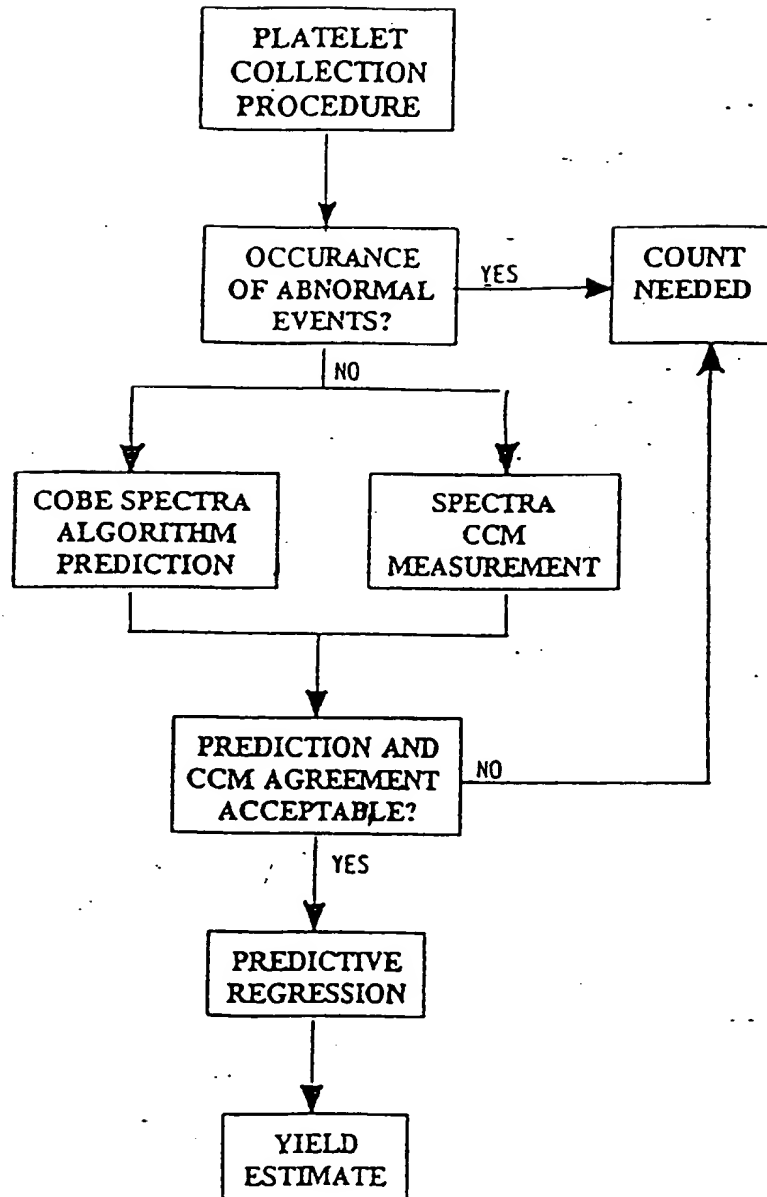 PLATELET
COLLECTION
PROCEDURE
OCCURANCE
OF ABNORMAL
EVENTS?
YES
COUNT
NEEDED
NO
COBE SPECTRA
ALGORITHM
PREDICTION
SPECTRA
CCM
MEASUREMENT
PREDICTION AND
CCM AGREEMENT
ACCEPTABLE?
NO
YES
PREDICTIVE
REGRESSION
YIELD
ESTIMATE